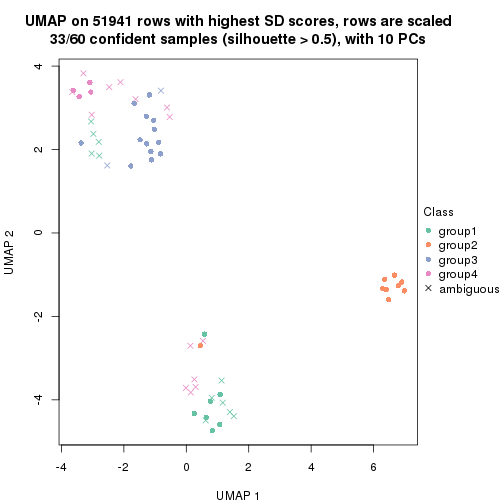 UMAP on 51941 rows with highest SD scores, rows are scaled
33/60 confident samples (silhouette > 0.5), with 10 PCs
4
2
0
-2
-4
UMAP 2
-4
-2
0
2
4
6
UMAP 1
Class
group1
group2
group3
group4
ambiguous